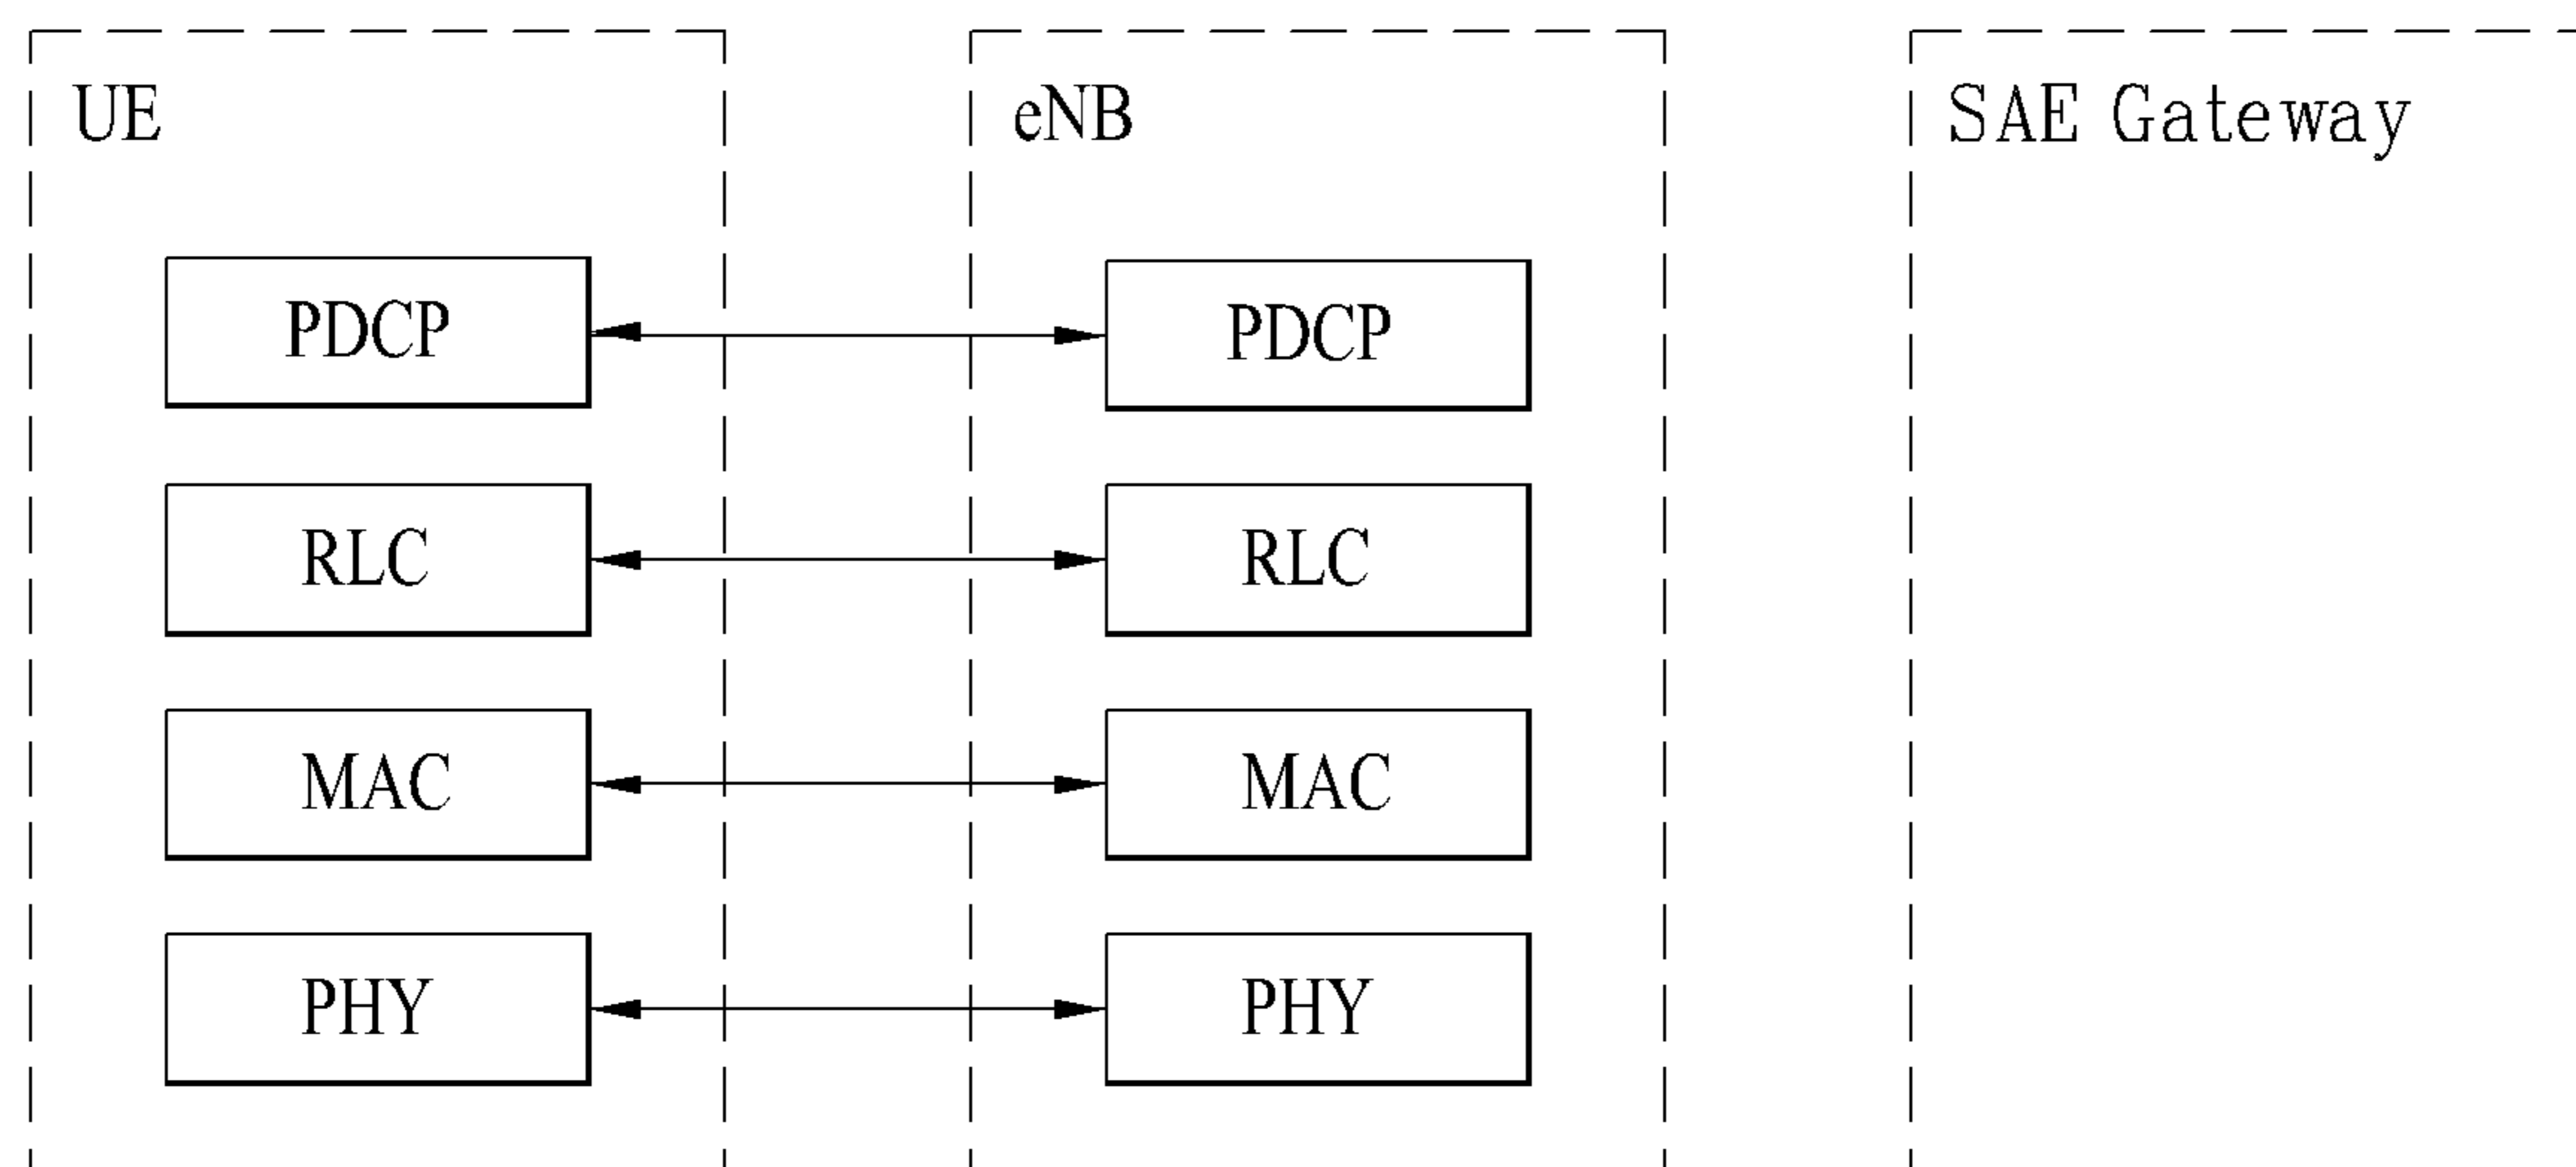 UE
eNB
SAE Gateway
PDCP
PDCP
RLC
RLC
MAC
MAC
PHY
PHY